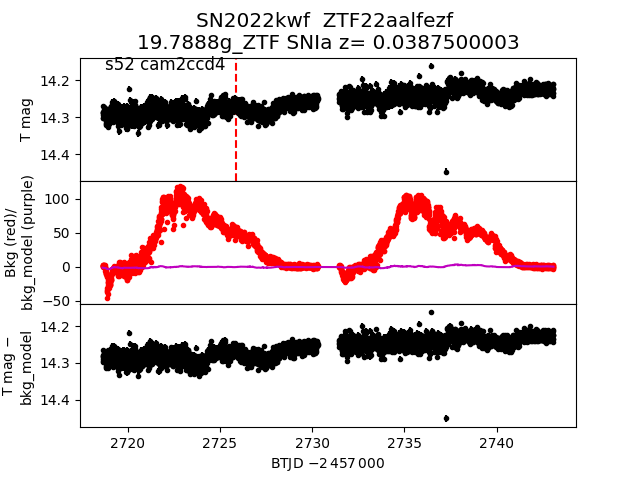 SN2022kwf  ZTF22aalfezf
19.7888g_ZTF SNIa z= 0.0387500003
s52 cam2ccd4
14.2
14.3
14.4
T mag
100
50
0
−50
Bkg (red)/
bkg_model (purple)
14.2
14.3
14.4
T mag −
bkg_model
2720
2725
2730
2735
2740
BTJD −2 457 000